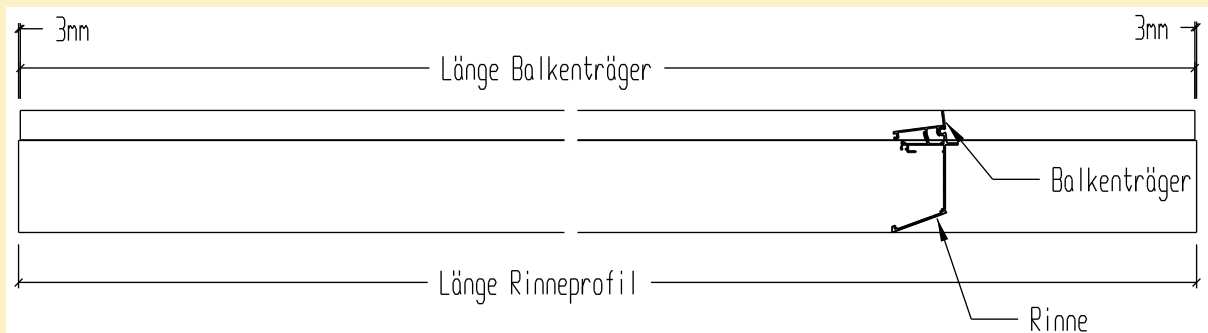 3mm
3mm
Länge Balkenträger
Balkenträger
Länge Rinneprofil
Rinne